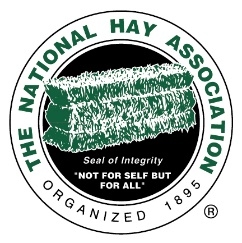 THE NATIONAL HAY ASSOCIATION
Seal of Integrity
"NOT FOR SELF BUT
FOR ALL"
ORGANIZED 1895
®